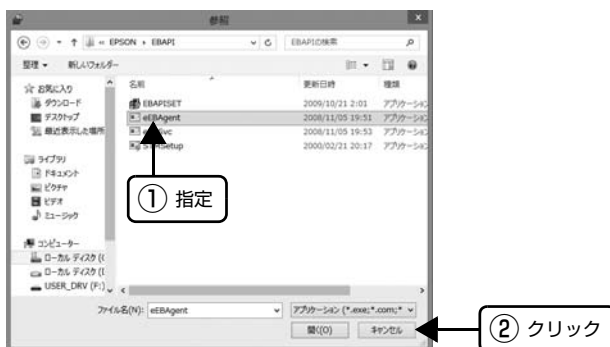 参照
« EPSON › EBAPI
EBAPIの検索
整理 ▼ 新しいフォルダー
お気に入り
ダウンロード
デスクトップ
最近表示した場所
ライブラリ
ドキュメント
ピクチャ
ビデオ
ミュージック
コンピューター
ローカル ディスク (C
ローカル ディスク (
USER_DRV (F:)
名前 更新日時 種類
EBAPISET 2009/10/21 2:01 アプリケーショ
eEBAgent 2008/11/05 19:51 アプリケーショ
2008/11/05 19:53 アプリケーショ
Setup 2000/02/21 20:17 アプリケーショ
① 指定
ファイル名(N): eEBAgent アプリケーション (*.exe;*.com;*
開く(O) キャンセル
② クリック